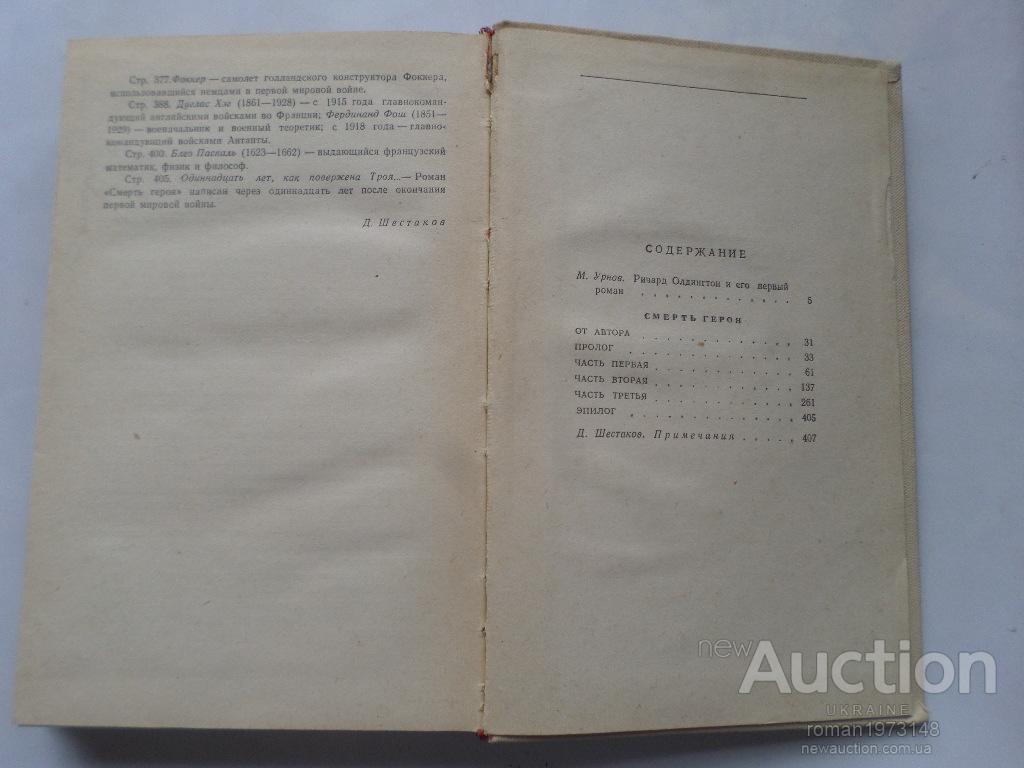 Стр. 377. Фоккер — самолет голландского конструктора Фоккера,
использовавшийся немцами в первой мировой войне.
Стр. 388. Дуглас Хэг (1861—1928) — с 1915 года главнокоман-
дующий английскими войсками во Франции; Фердинанд Фош (1851—
1929) — военачальник и военный теоретик; с 1918 года — главно-
командующий войсками Антанты.
Стр. 400. Блез Паскаль (1623—1662) — выдающийся французский
математик, физик и философ.
Стр. 405. Одиннадцать лет, как повержена Троя...— Роман
«Смерть героя» написан через одиннадцать лет после окончания
первой мировой войны.
Д. Шестаков
СОДЕРЖАНИЕ
М. Урнов. Ричард Олдингтон и его первый
роман . . . . . . . . . . . . . 5
СМЕРТЬ ГЕРОЯ
ОТ АВТОРА . . . . . . . . . . . . 31
ПРОЛОГ . . . . . . . . . . . . . 33
ЧАСТЬ ПЕРВАЯ . . . . . . . . . . . 61
ЧАСТЬ ВТОРАЯ . . . . . . . . . . . 137
ЧАСТЬ ТРЕТЬЯ . . . . . . . . . . . 261
ЭПИЛОГ . . . . . . . . . . . . . 405
Д. Шестаков. Примечания . . . . . 407
new Auction
UKRAINE
roman1973148
newauction.com.ua